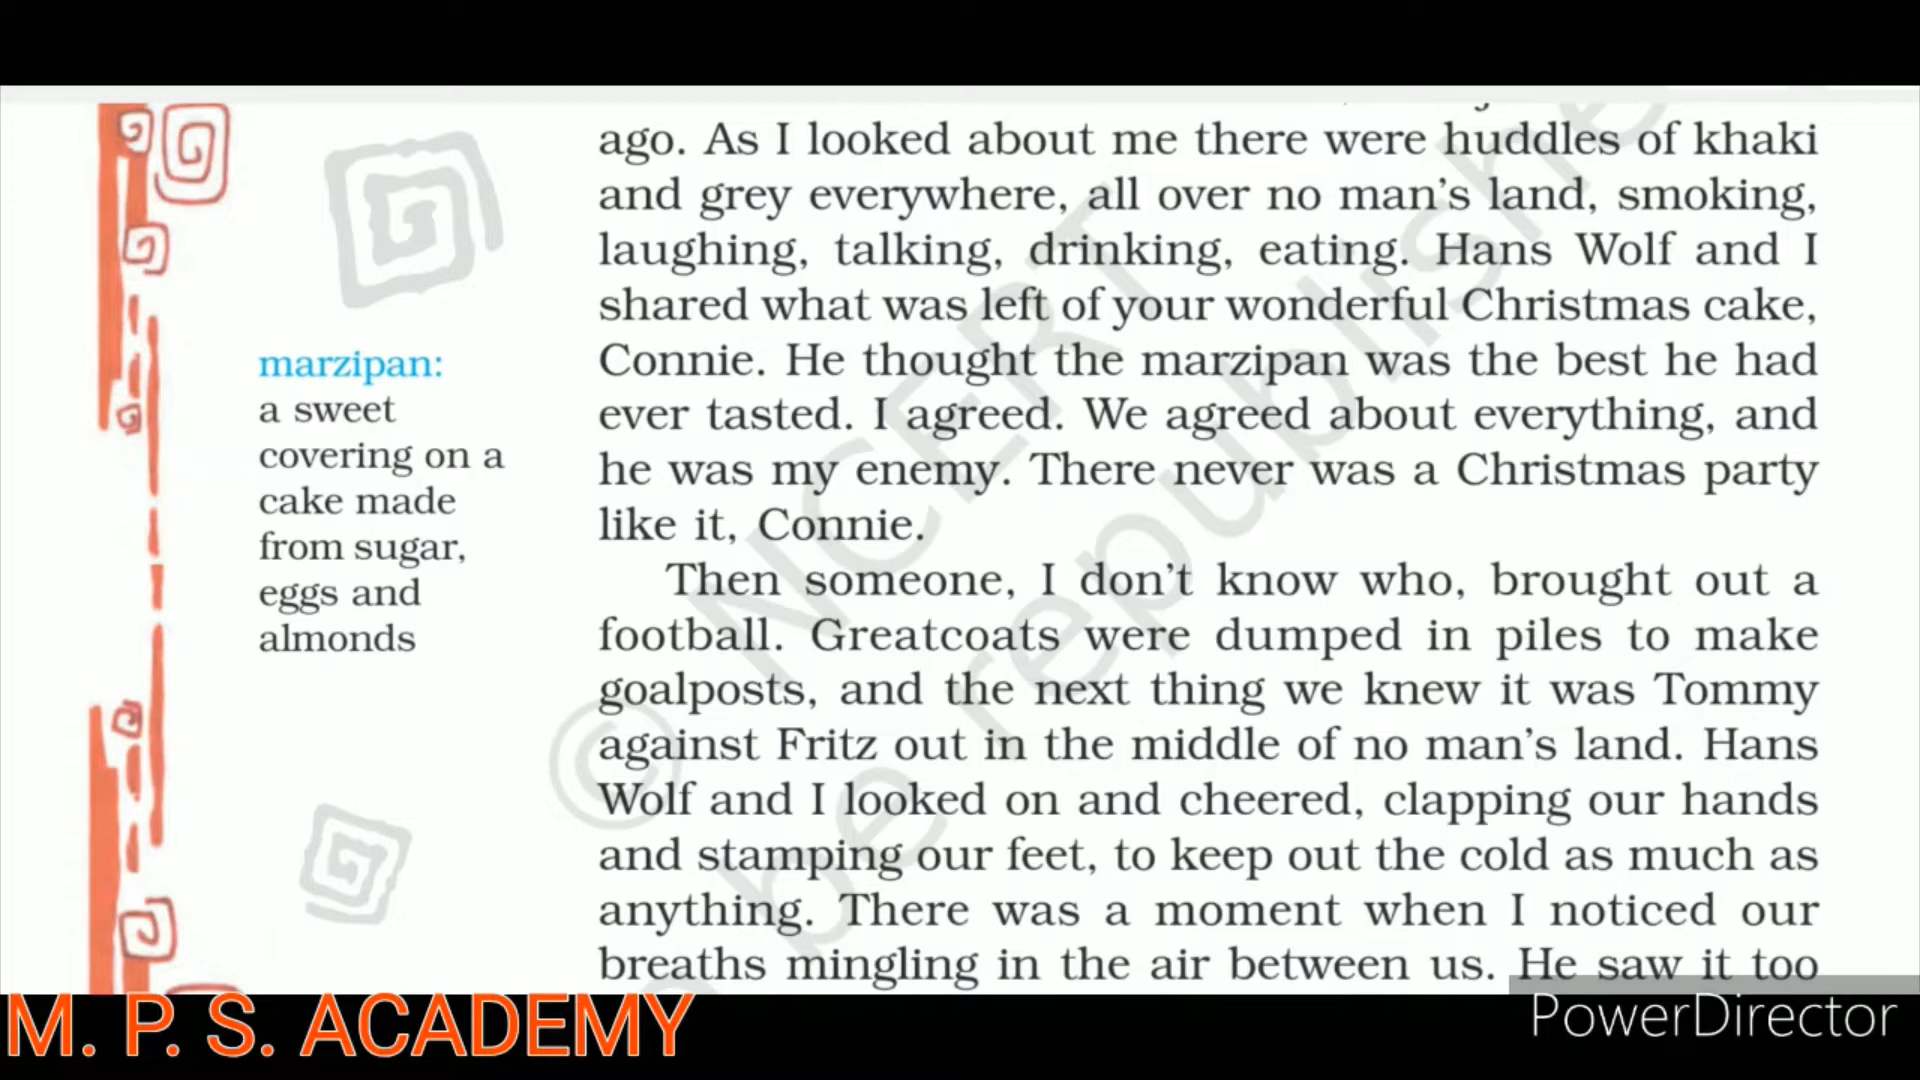 ago. As I looked about me there were huddles of khaki
and grey everywhere, all over no man's land, smoking,
laughing, talking, drinking, eating. Hans Wolf and I
shared what was left of your wonderful Christmas cake,
Connie. He thought the marzipan was the best he had
ever tasted. I agreed. We agreed about everything, and
he was my enemy. There never was a Christmas party
like it, Connie.
Then someone, I don't know who, brought out a
football. Greatcoats were dumped in piles to make
goalposts, and the next thing we knew it was Tommy
against Fritz out in the middle of no man's land. Hans
Wolf and I looked on and cheered, clapping our hands
and stamping our feet, to keep out the cold as much as
anything. There was a moment when I noticed our
breaths mingling in the air between us. He saw it too
marzipan:
a sweet
covering on a
cake made
from sugar,
eggs and
almonds
© NCERT
be republishe
M. P. S. ACADEMY
PowerDirector